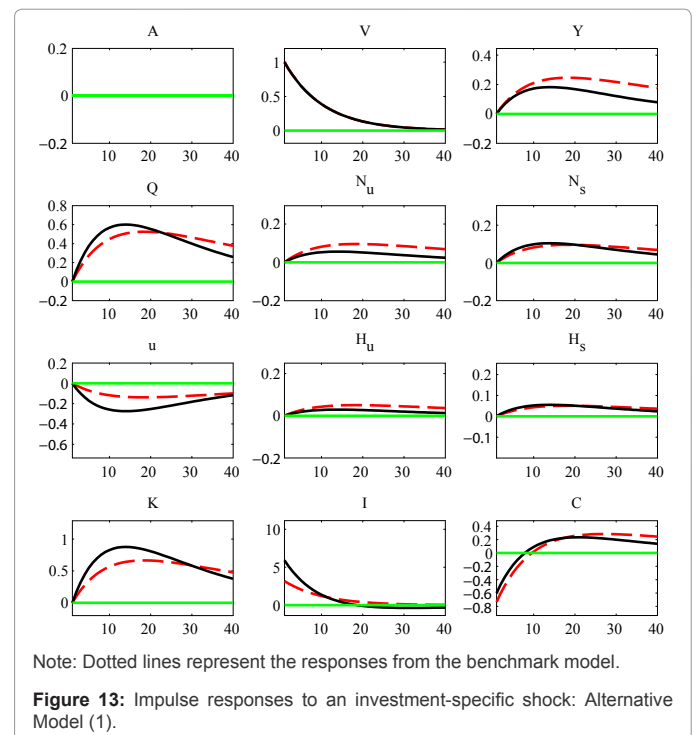 A
0.2
0
−0.2
10 20 30 40
V
1
0.5
0
10 20 30 40
Y
0.4
0.2
0
−0.2
10 20 30 40
Q
0.8
0.6
0.4
0.2
0
−0.2
10 20 30 40
N_u
0.2
0
−0.2
10 20 30 40
N_s
0.2
0
−0.2
10 20 30 40
u
0.2
0
−0.2
−0.4
−0.6
10 20 30 40
H_u
0.2
0
−0.2
10 20 30 40
H_s
0.2
0.1
0
−0.1
10 20 30 40
K
1
0.5
0
10 20 30 40
I
10
5
0
10 20 30 40
C
0.4
0.2
0
−0.2
−0.4
−0.6
−0.8
10 20 30 40
Note: Dotted lines represent the responses from the benchmark model.
Figure 13: Impulse responses to an investment-specific shock: Alternative
Model (1).